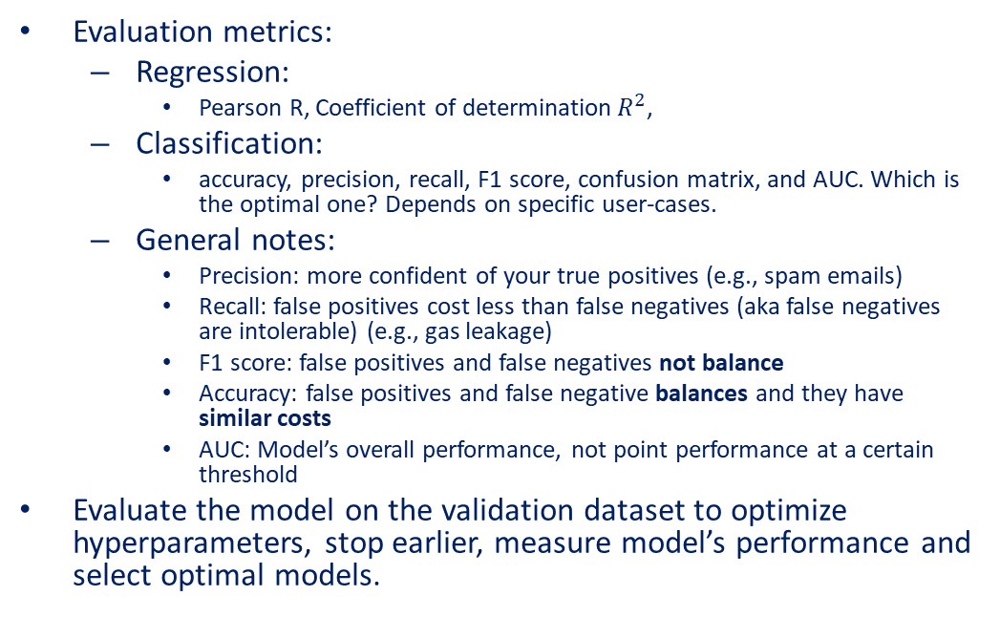 • Evaluation metrics:
– Regression:
• Pearson R, Coefficient of determination R²,
– Classification:
• accuracy, precision, recall, F1 score, confusion matrix, and AUC. Which is
the optimal one? Depends on specific user-cases.
– General notes:
• Precision: more confident of your true positives (e.g., spam emails)
• Recall: false positives cost less than false negatives (aka false negatives
are intolerable) (e.g., gas leakage)
• F1 score: false positives and false negatives not balance
• Accuracy: false positives and false negative balances and they have
similar costs
• AUC: Model’s overall performance, not point performance at a certain
threshold
• Evaluate the model on the validation dataset to optimize
hyperparameters, stop earlier, measure model’s performance and
select optimal models.